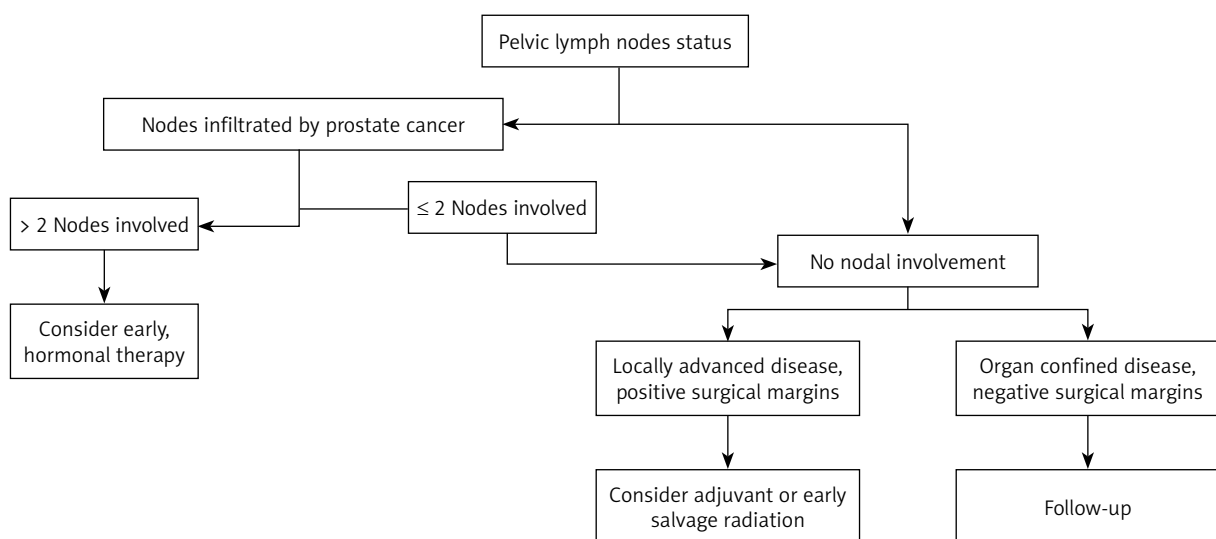 Pelvic lymph nodes status
Nodes infiltrated by prostate cancer
> 2 Nodes involved
≤ 2 Nodes involved
No nodal involvement
Consider early,
hormonal therapy
Locally advanced disease,
positive surgical margins
Organ confined disease,
negative surgical margins
Consider adjuvant or early
salvage radiation
Follow-up